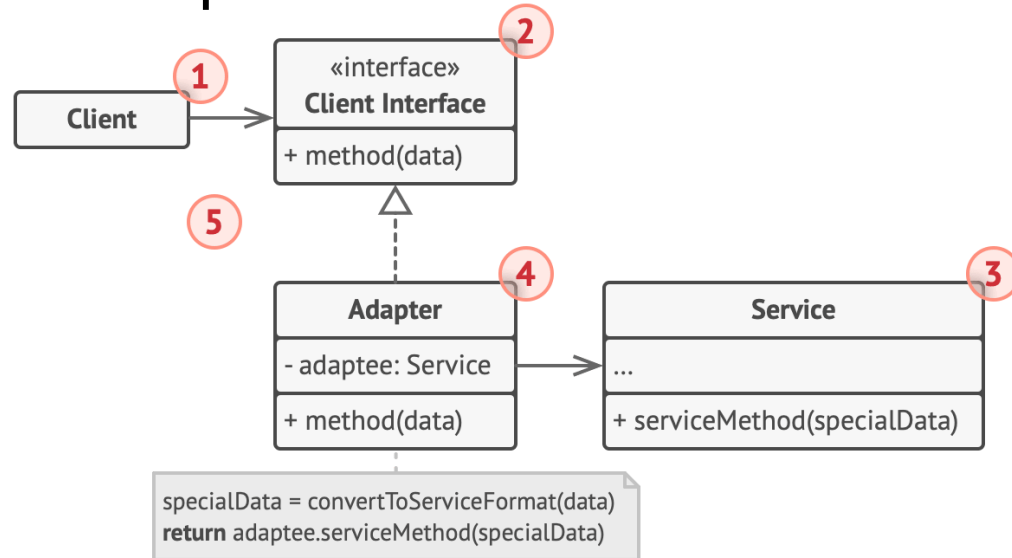 1
2
«interface»
Client Interface
Client
+ method(data)
5
4
3
Adapter
Service
- adaptee: Service
...
+ method(data)
+ serviceMethod(specialData)
specialData = convertToServiceFormat(data)
return adaptee.serviceMethod(specialData)